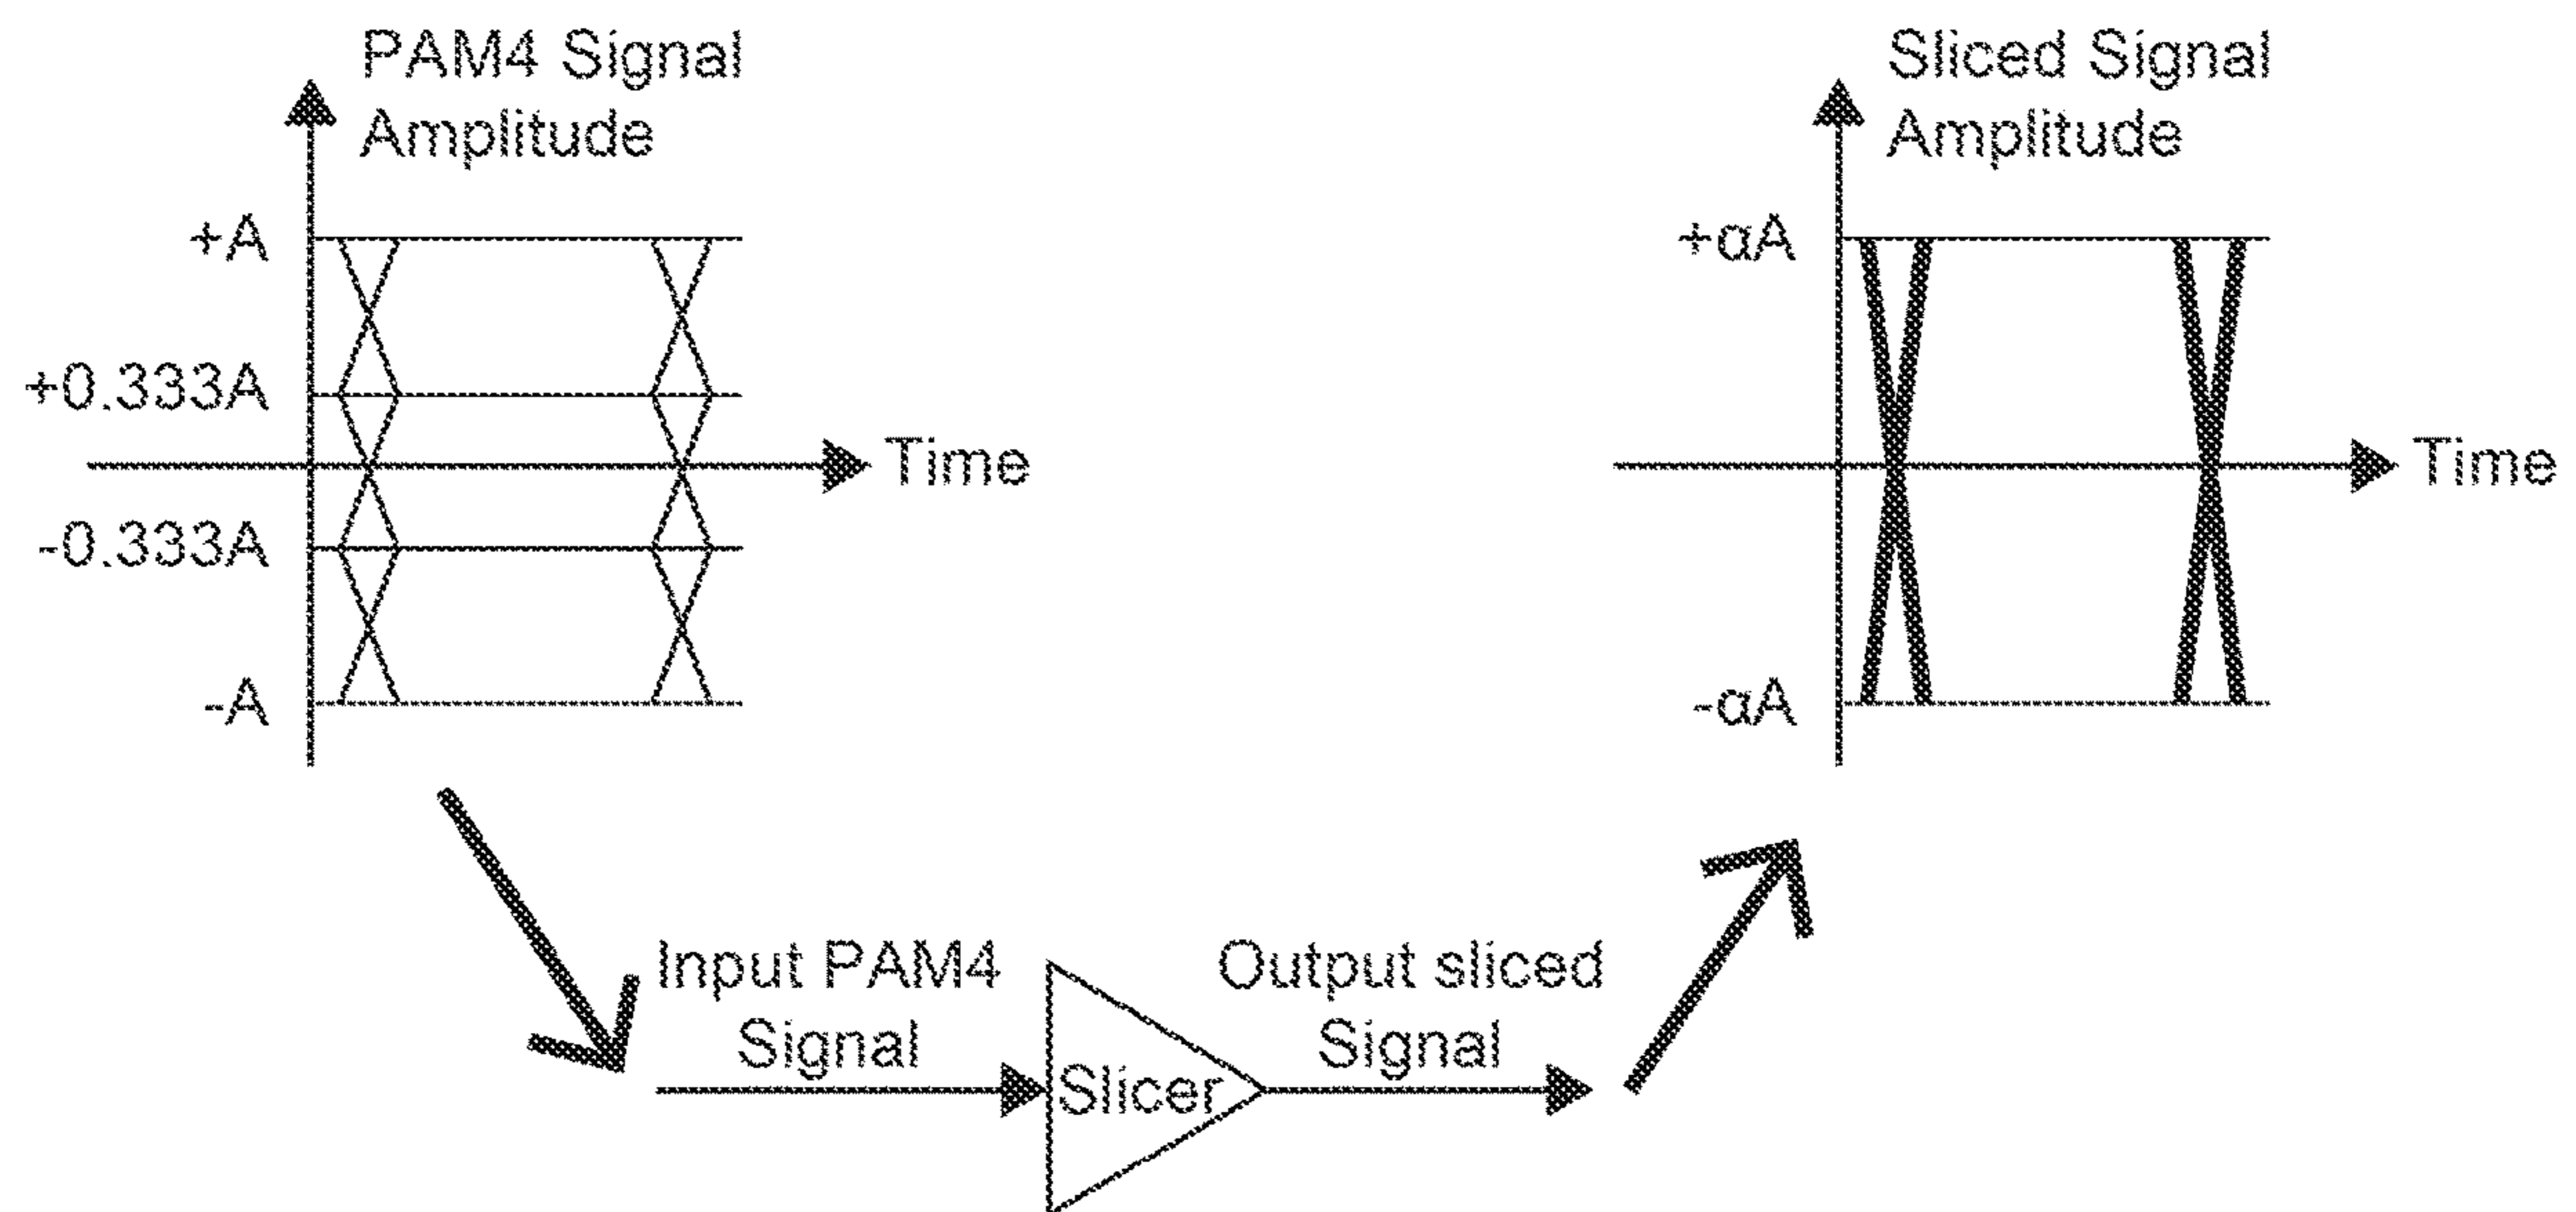 PAM4 Signal
Amplitude
+A
+0.333A
Time
-0.333A
-A
Sliced Signal
Amplitude
+αA
Time
-αA
Input PAM4
Signal
Slicer
Output sliced
Signal